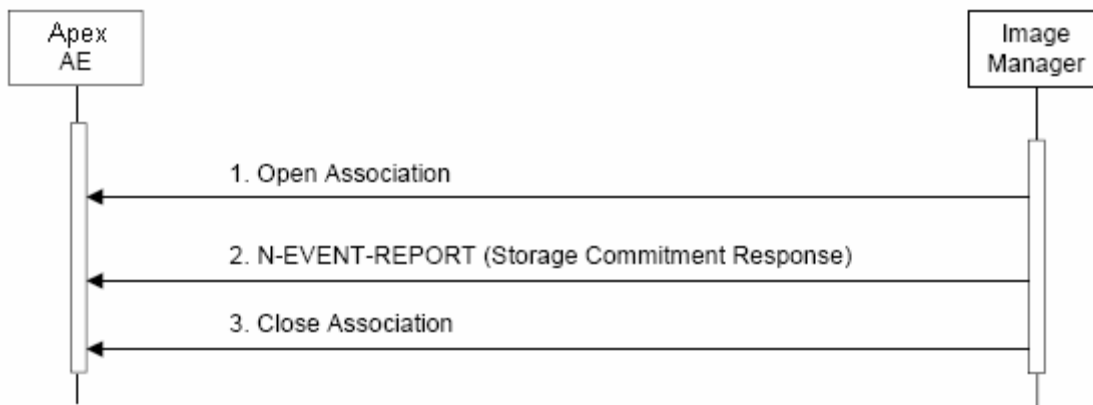 Apex
AE
Image
Manager
1. Open Association
2. N-EVENT-REPORT (Storage Commitment Response)
3. Close Association